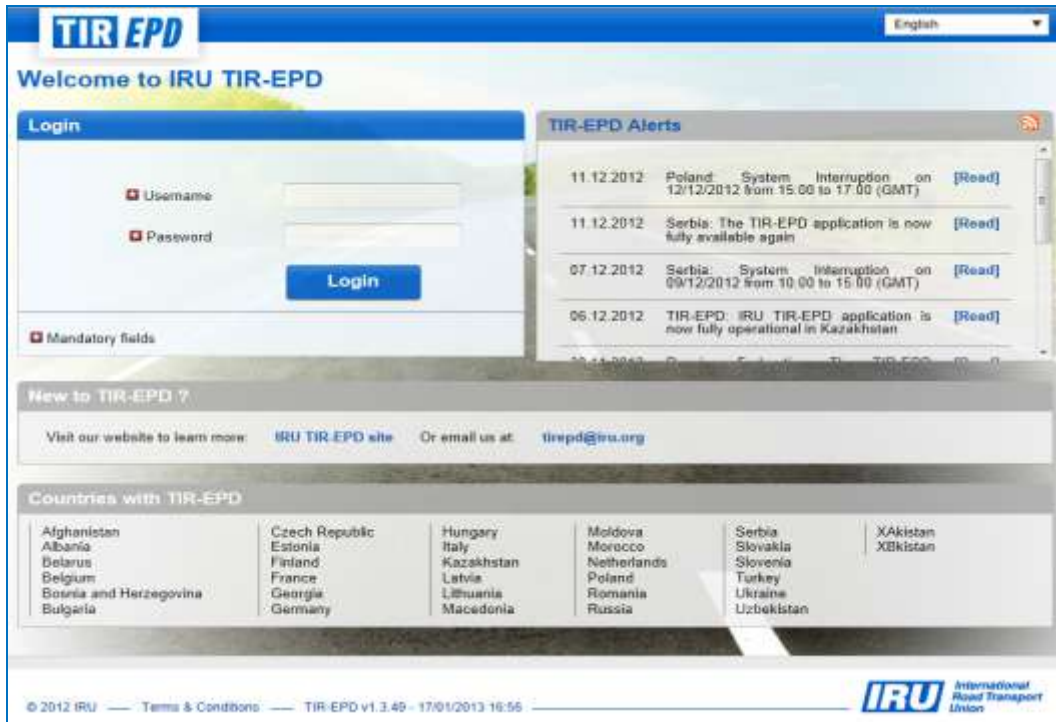 TIR EPD
English
Welcome to IRU TIR-EPD
Login
Username
Password
Login
Mandatory fields
TIR-EPD Alerts
11.12.2012 Poland: System Interruption on [Read]
12/12/2012 from 15:00 to 17:00 (GMT)
11.12.2012 Serbia: The TIR-EPD application is now [Read]
fully available again
07.12.2012 Serbia: System Interruption on [Read]
09/12/2012 from 10:00 to 15:00 (GMT)
06.12.2012 TIR-EPD: IRU TIR-EPD application is [Read]
now fully operational in Kazakhstan
New to TIR-EPD ?
Visit our website to learn more: IRU TIR-EPD site Or email us at: tirepd@iru.org
Countries with TIR-EPD
Afghanistan
Albania
Belarus
Belgium
Bosnia and Herzegovina
Bulgaria
Czech Republic
Estonia
Finland
France
Georgia
Germany
Hungary
Italy
Kazakhstan
Latvia
Lithuania
Macedonia
Moldova
Morocco
Netherlands
Poland
Romania
Russia
Serbia
Slovakia
Slovenia
Turkey
Ukraine
Uzbekistan
XAkistan
XBkistan
© 2012 IRU — Terms & Conditions — TIR-EPD v1.3.49 - 17/01/2013 16:56
IRU International
Road Transport
Union